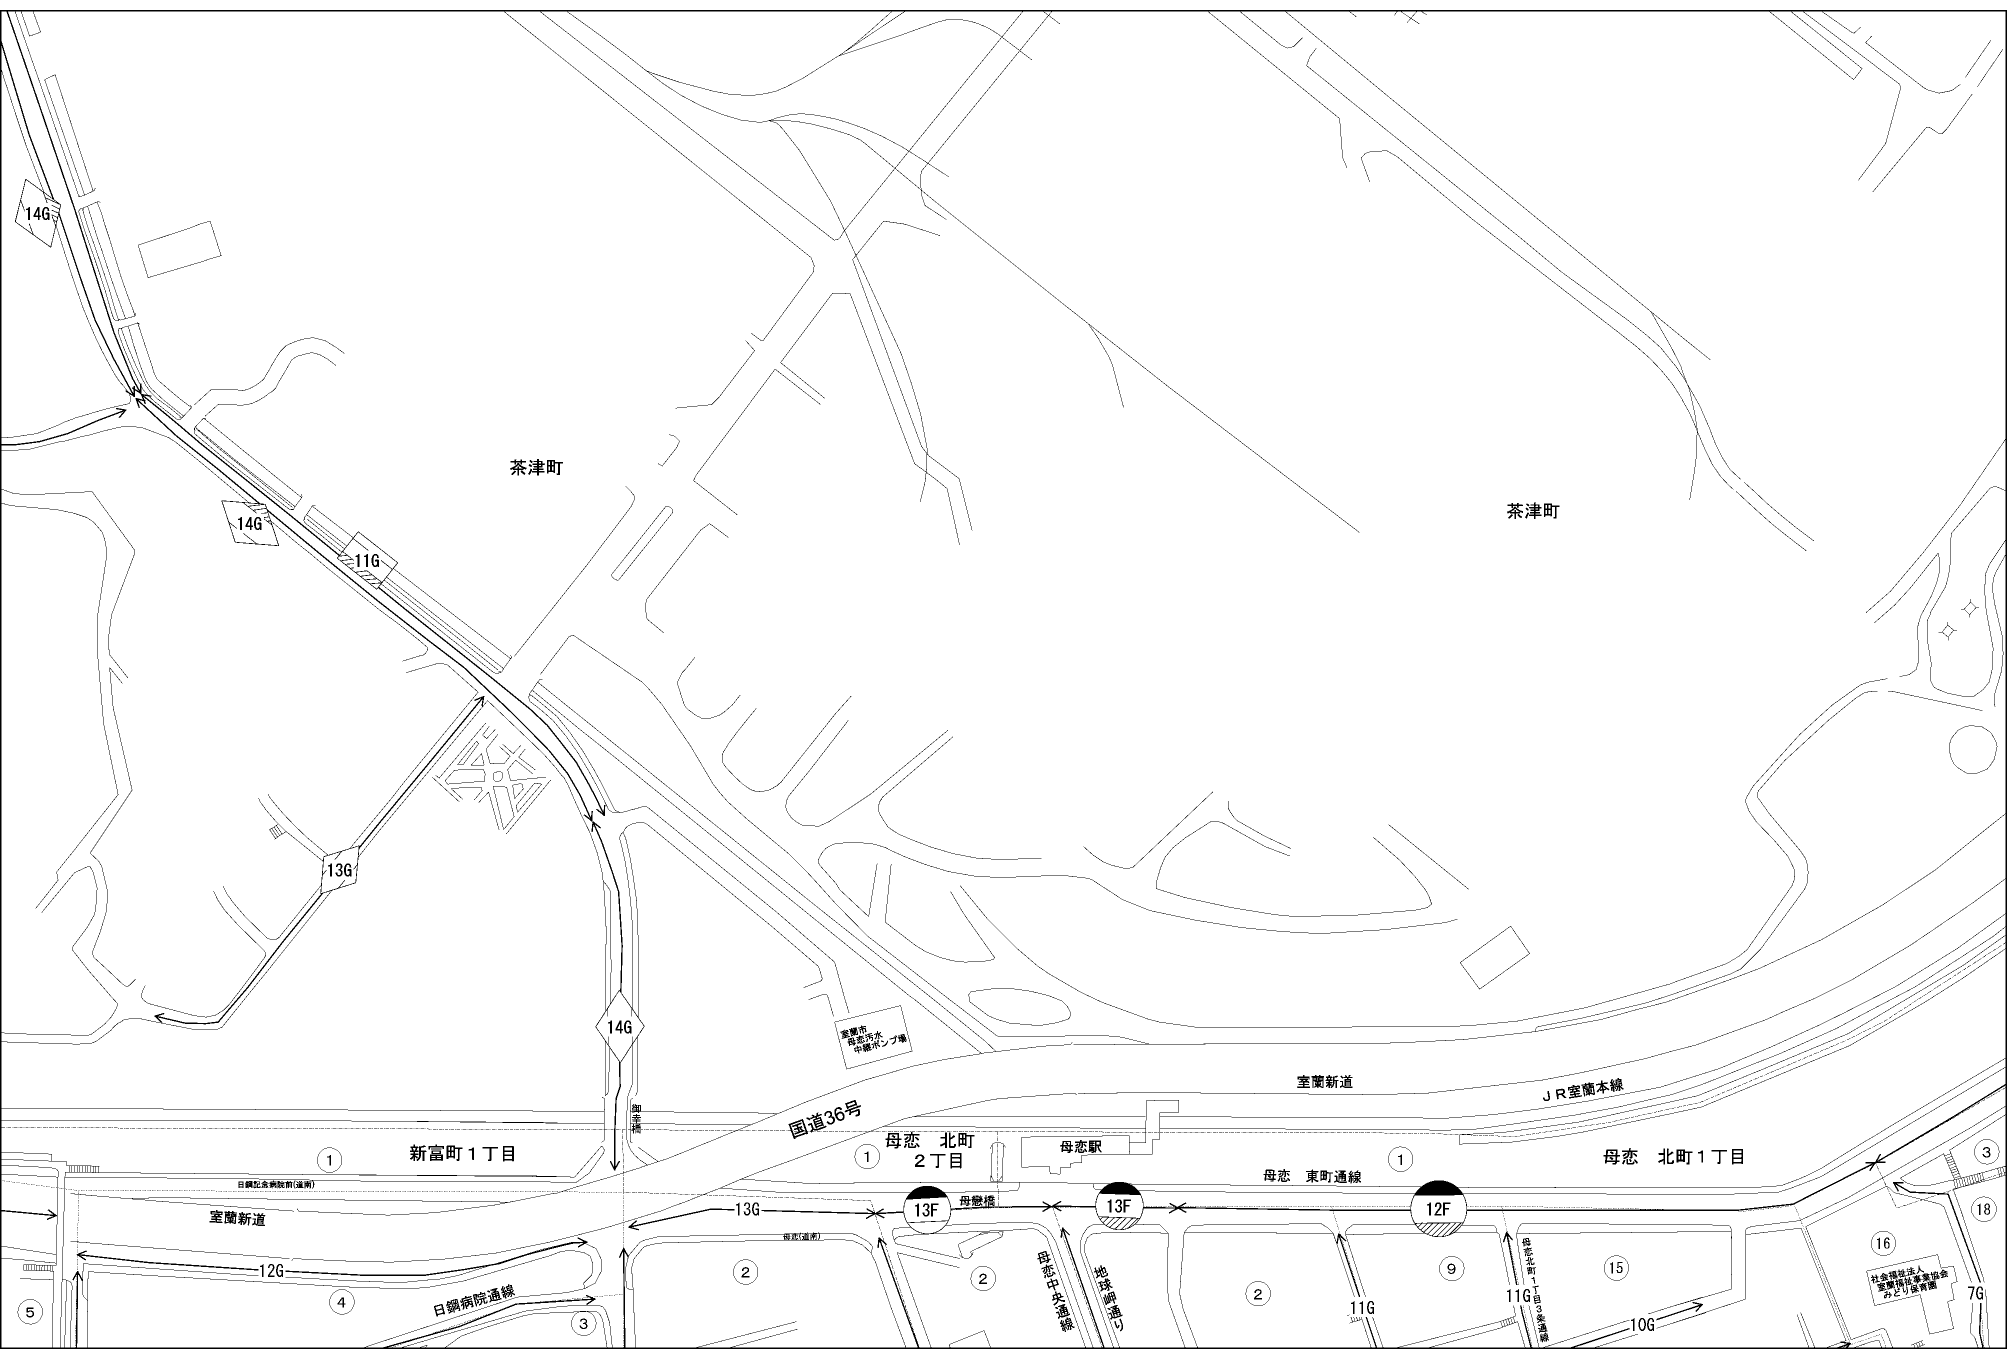 14G
茶津町
茶津町
14G
11G
13G
14G
室蘭市
母恋汚水
中継ポンプ場
室蘭新道
JR室蘭本線
御幸橋
国道36号
新富町1丁目
①
母恋 北町
2丁目
①
母恋駅
①
母恋 北町1丁目
③
母恋 東町通線
日鋼記念病院前(道南)
室蘭新道
13G
13F
母戀橋
13F
12F
⑱
母恋(道南)
12G
②
②
母恋中央通線
地球岬通り
②
⑨
母恋北町1丁目3条通線
⑮
⑯
社会福祉法人
室蘭福祉事業協会
みどり保育園
7G
⑤
④
日鋼病院通線
③
11G
11G
10G